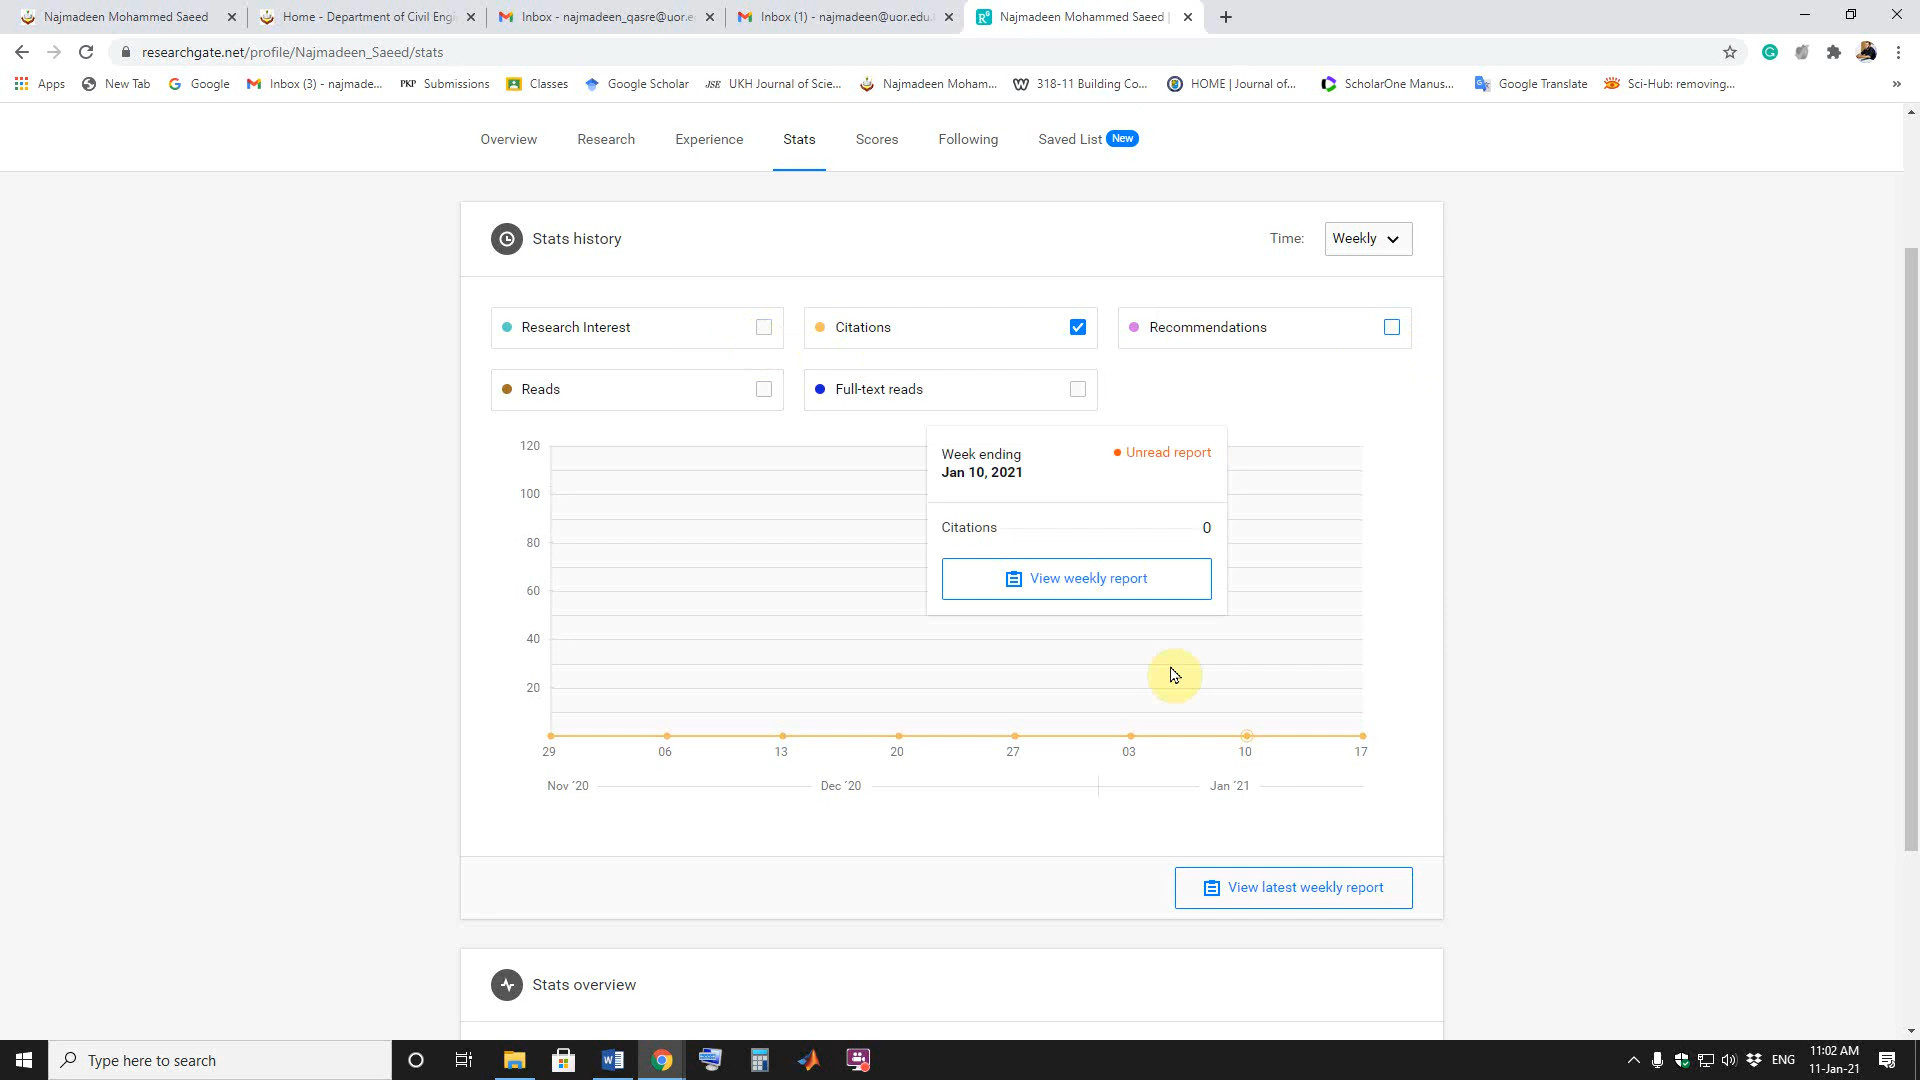 Najmadeen Mohammed Saeed
Home - Department of Civil Engi
Inbox - najmadeen_qasre@uor.e
Inbox (1) - najmadeen@uor.edu.
Najmadeen Mohammed Saeed |
researchgate.net/profile/Najmadeen_Saeed/stats
Apps
New Tab
Google
Inbox (3) - najmade...
PKP Submissions
Classes
Google Scholar
JSE UKH Journal of Scie...
Najmadeen Moham...
318-11 Building Co...
HOME | Journal of...
ScholarOne Manus...
Google Translate
Sci-Hub: removing...
»
Overview
Research
Experience
Stats
Scores
Following
Saved List New
Stats history
Time:
Weekly
Research Interest
Citations
Recommendations
Reads
Full-text reads
120
100
80
60
40
20
Week ending
Jan 10, 2021
Unread report
Citations 0
View weekly report
29 06 13 20 27 03 10 17
Nov '20 Dec '20 Jan '21
View latest weekly report
Stats overview
Type here to search
ENG
11:02 AM
11-Jan-21